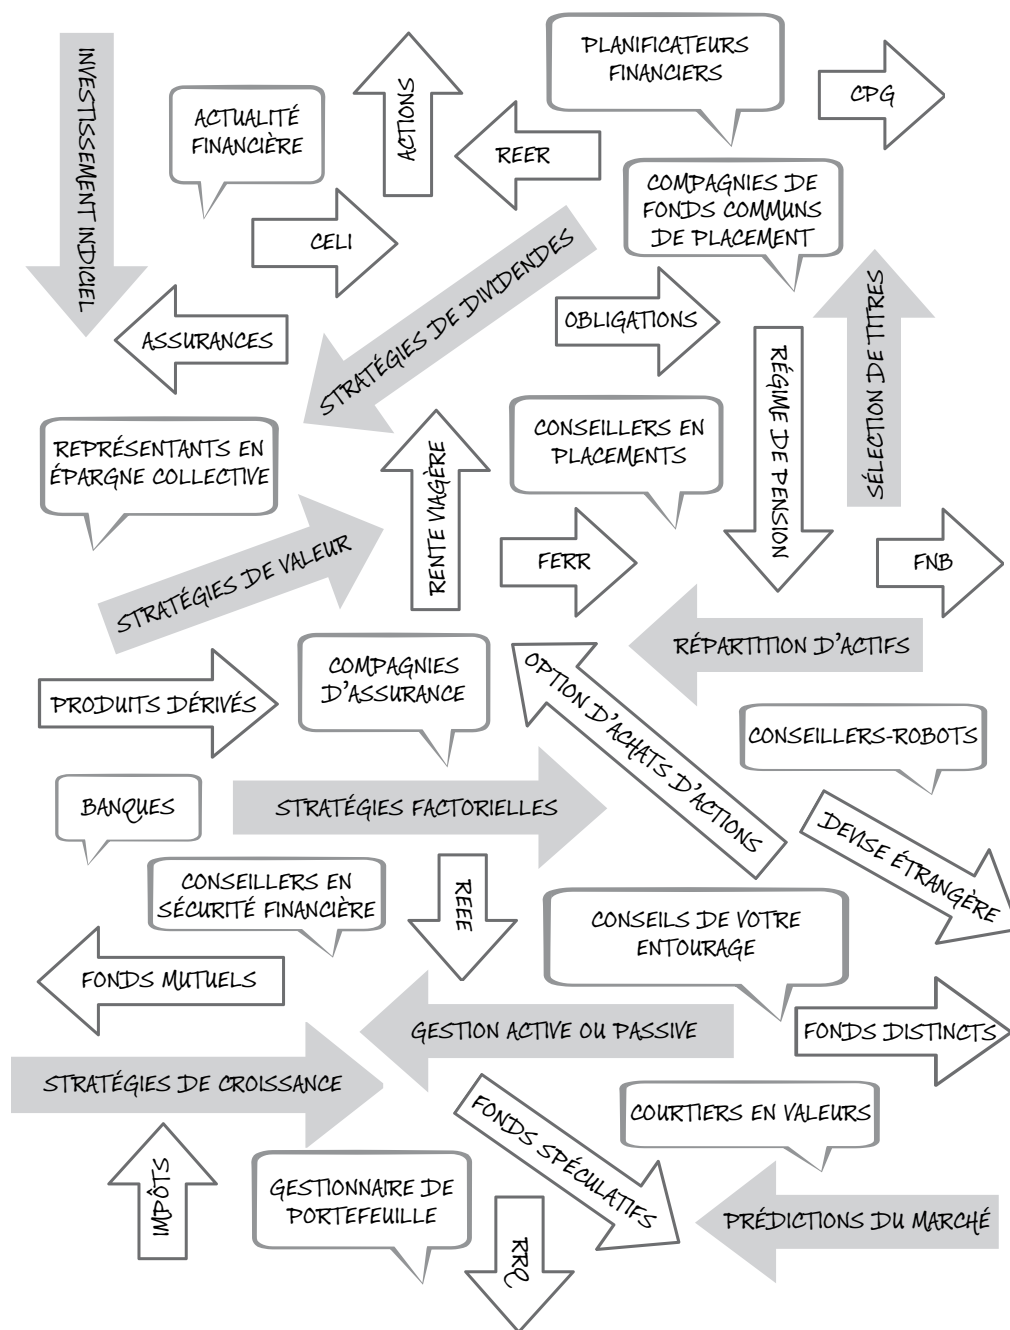 PLANIFICATEURS
FINANCIERS
INVESTISSEMENT INDICIEL
ACTIONS
CPG
ACTUALITÉ
FINANCIÈRE
REER
COMPAGNIES DE
FONDS COMMUNS
DE PLACEMENT
CELI
STRATÉGIES DE DIVIDENDES
OBLIGATIONS
ASSURANCES
SÉLECTION DE TITRES
RÉGIME DE PENSION
REPRÉSENTANTS EN
ÉPARGNE COLLECTIVE
CONSEILLERS EN
PLACEMENTS
RENTE VIAGÈRE
STRATÉGIES DE VALEUR
FERR
FNB
RÉPARTITION D'ACTIFS
COMPAGNIES
D'ASSURANCE
OPTION D'ACHATS D'ACTIONS
PRODUITS DÉRIVÉS
CONSEILLERS-ROBOTS
BANQUES
STRATÉGIES FACTORIELLES
DEVISE ÉTRANGÈRE
CONSEILLERS EN
SÉCURITÉ FINANCIÈRE
REEE
CONSEILS DE VOTRE
ENTOURAGE
FONDS MUTUELS
GESTION ACTIVE OU PASSIVE
FONDS DISTINCTS
STRATÉGIES DE CROISSANCE
FONDS SPÉCULATIFS
COURTIERS EN VALEURS
IMPÔTS
GESTIONNAIRE DE
PORTEFEUILLE
RRQ
PRÉDICTIONS DU MARCHÉ